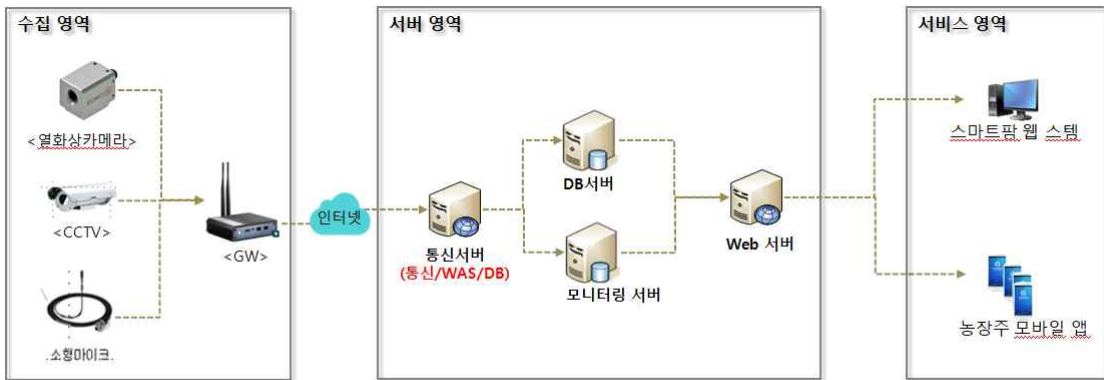 수집 영역
<열화상카메라>
<CCTV>
.소형마이크.
<GW>
인터넷
서버 영역
통신서버
(통신/WAS/DB)
DB서버
모니터링 서버
Web 서버
서비스 영역
스마트팜 웹 스템
농장주 모바일 앱